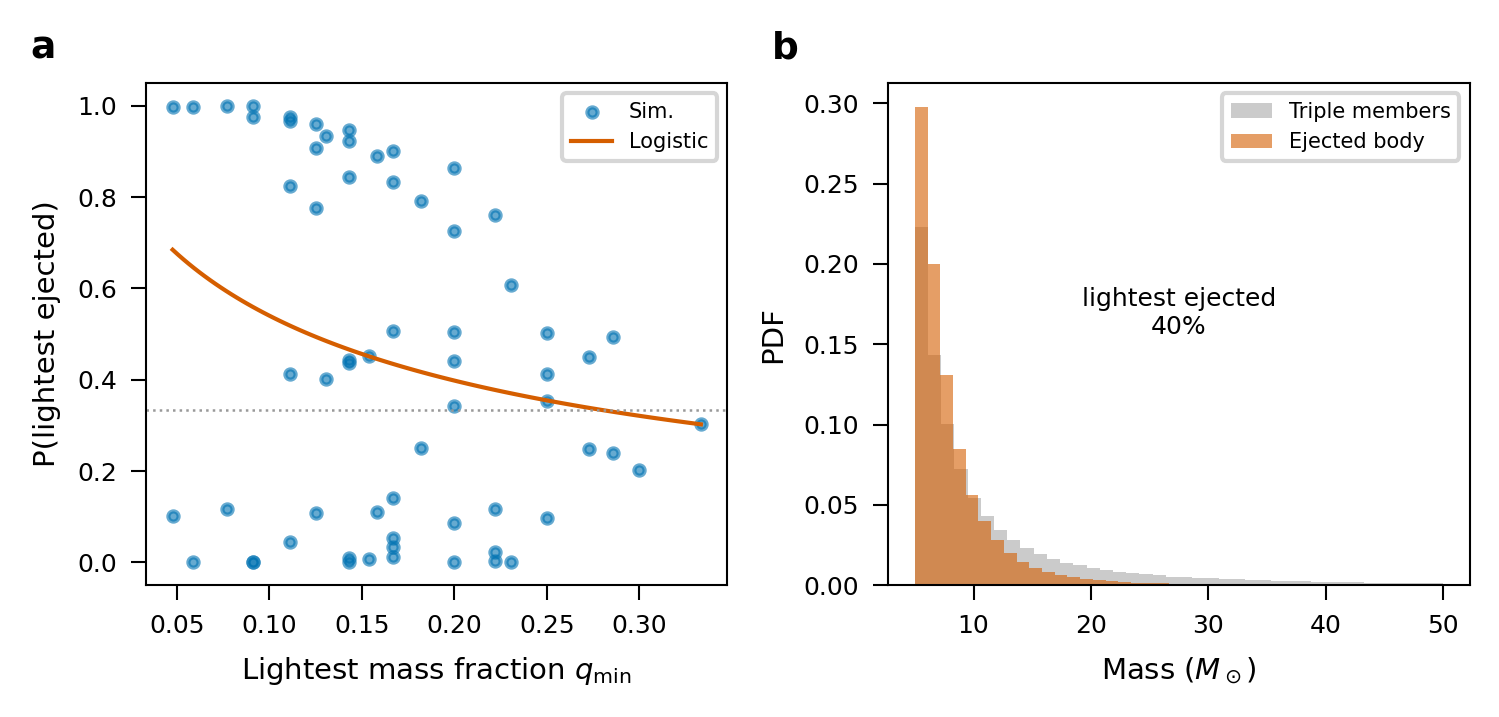 a
P(lightest ejected)
1.0
0.8
0.6
0.4
0.2
0.0
Sim.
Logistic
0.05
0.10
0.15
0.20
0.25
0.30
Lightest mass fraction q_min
b
PDF
0.30
0.25
0.20
0.15
0.10
0.05
0.00
Triple members
Ejected body
lightest ejected
40%
10
20
30
40
50
Mass (M_⊙)